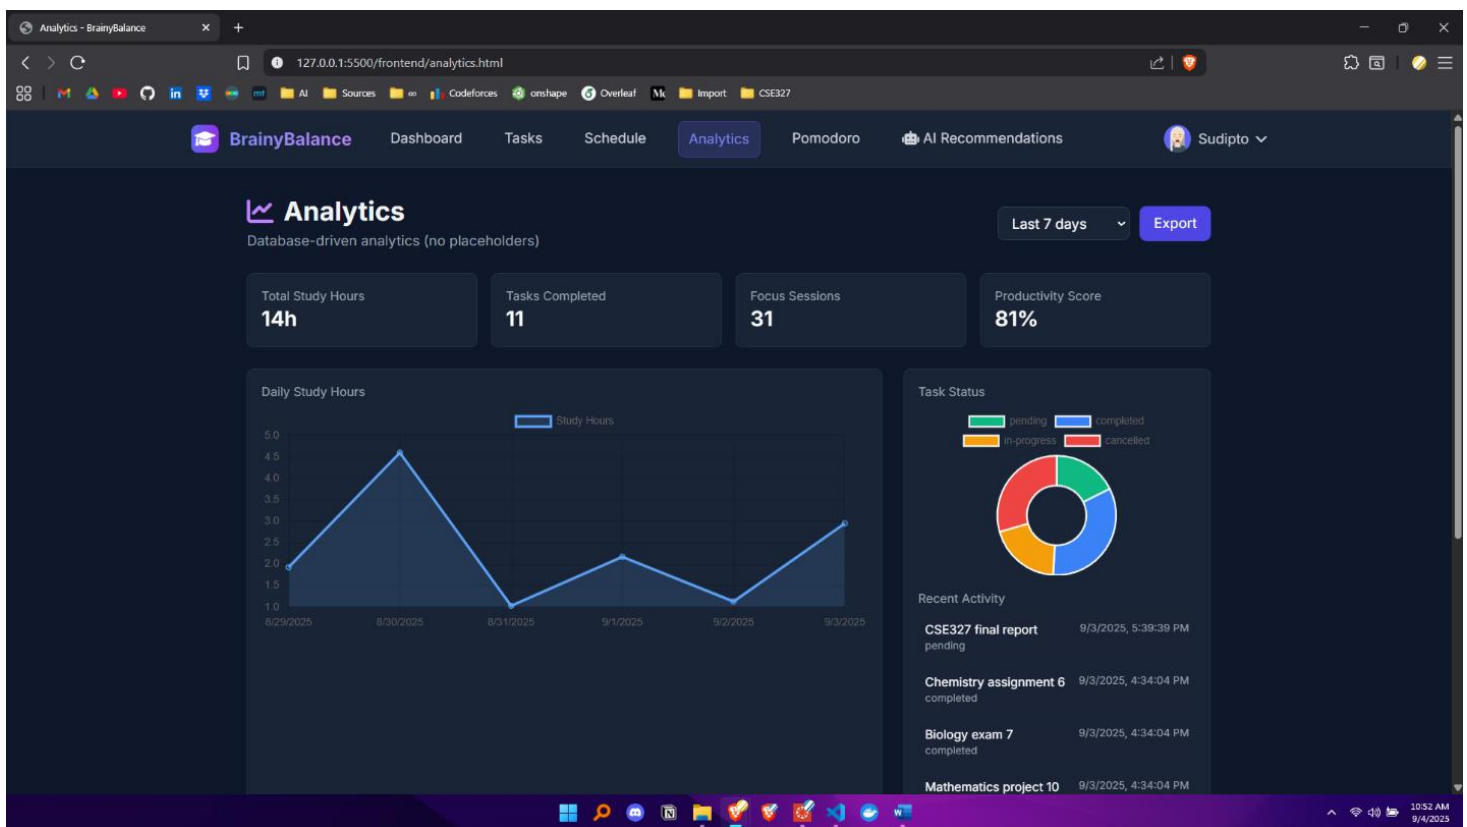 Analytics - BrainyBalance
127.0.0.1:5500/frontend/analytics.html
AI Sources ∞ Codeforces onshape Overleaf Import CSE327
BrainyBalance Dashboard Tasks Schedule Analytics Pomodoro AI Recommendations Sudipto
Analytics
Database-driven analytics (no placeholders)
Last 7 days Export
Total Study Hours
14h
Tasks Completed
11
Focus Sessions
31
Productivity Score
81%
Daily Study Hours
Study Hours
5.0
4.5
4.0
3.5
3.0
2.5
2.0
1.5
1.0
8/29/2025 8/30/2025 8/31/2025 9/1/2025 9/2/2025 9/3/2025
Task Status
pending completed
in-progress cancelled
Recent Activity
CSE327 final report 9/3/2025, 5:39:39 PM
pending
Chemistry assignment 6 9/3/2025, 4:34:04 PM
completed
Biology exam 7 9/3/2025, 4:34:04 PM
completed
Mathematics project 10 9/3/2025, 4:34:04 PM
10:52 AM
9/4/2025